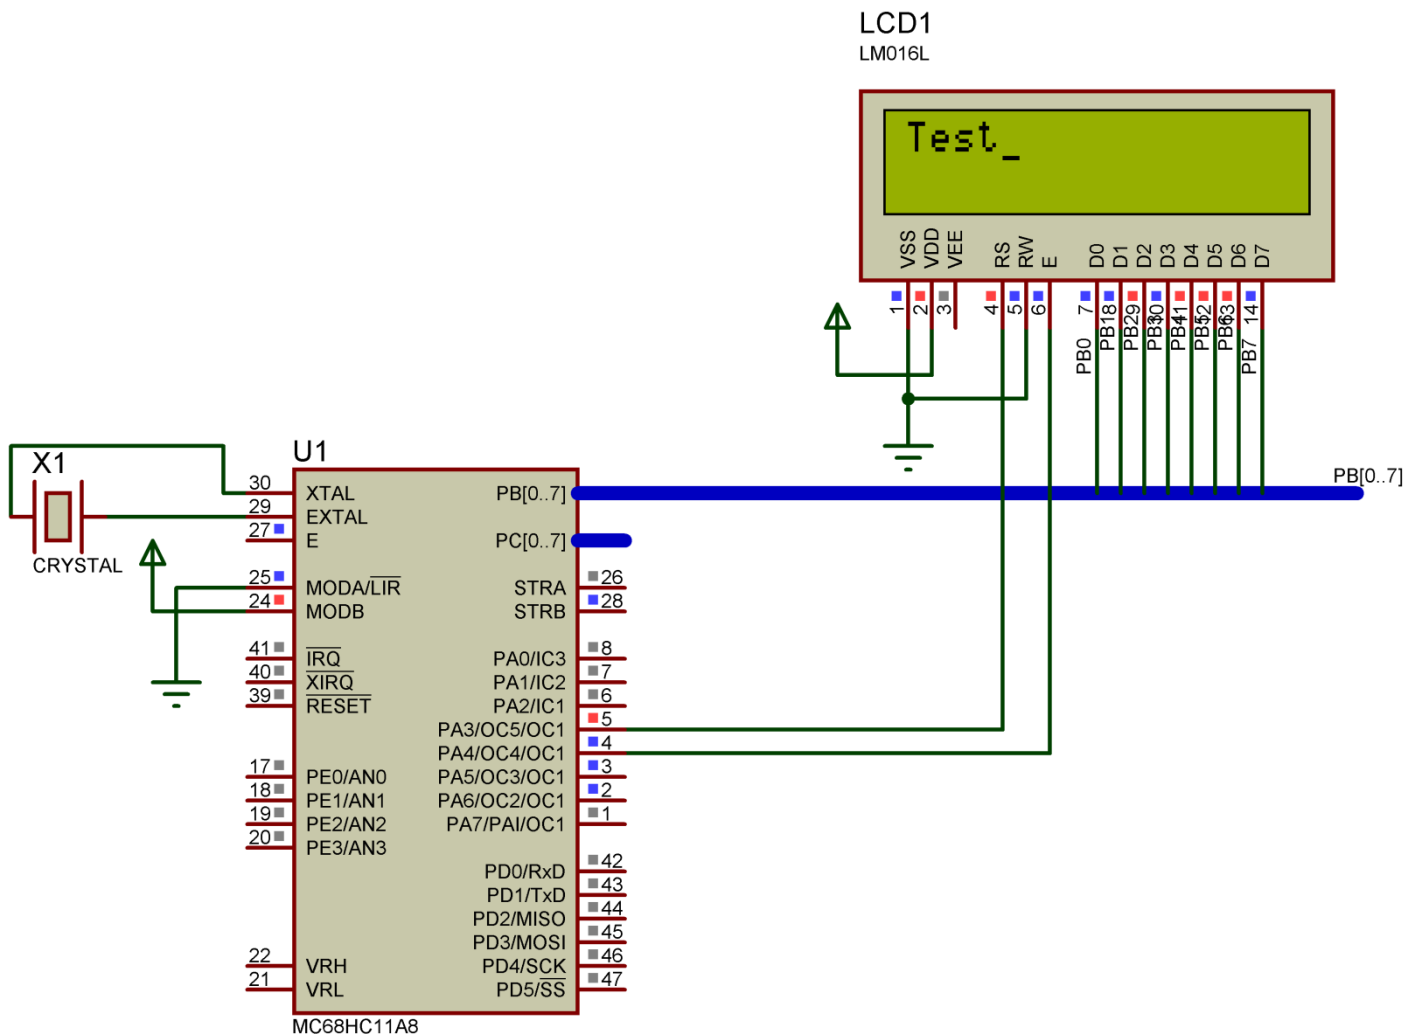 LCD1
LM016L
Test_
VSS
VDD
VEE
RS
RW
E
D0
D1
D2
D3
D4
D5
D6
D7
1
2
3
4
5
6
7
14
PB0
PB7
PB[0..7]
X1
CRYSTAL
U1
30 XTAL
29 EXTAL
27 E
25 MODA/LIR
24 MODB
41 IRQ
40 XIRQ
39 RESET
17 PE0/AN0
18 PE1/AN1
19 PE2/AN2
20 PE3/AN3
22 VRH
21 VRL
PB[0..7]
PC[0..7]
STRA 26
STRB 28
PA0/IC3 8
PA1/IC2 7
PA2/IC1 6
PA3/OC5/OC1 5
PA4/OC4/OC1 4
PA5/OC3/OC1 3
PA6/OC2/OC1 2
PA7/PAI/OC1 1
PD0/RxD 42
PD1/TxD 43
PD2/MISO 44
PD3/MOSI 45
PD4/SCK 46
PD5/SS 47
MC68HC11A8